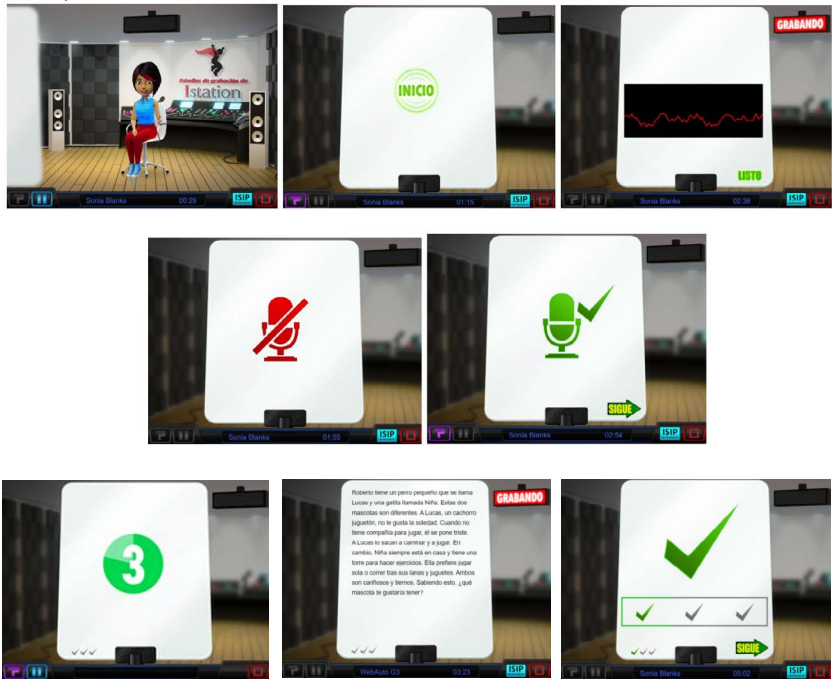 Estudios de grabación de
Istation
Sonia Blanks 00:29 ISIP
INICIO
Sonia Blanks 01:15 ISIP
GRABANDO
LISTO
Sonia Blanks 02:38 ISIP
Sonia Blanks 01:55 ISIP
SIGUE
Sonia Blanks 02:54 ISIP
3
Roberto tiene un perro pequeño que se llama
Lucas y una gatita llamada Niña. Estas dos
mascotas son diferentes. A Lucas, un cachorro
juguetón, no le gusta la soledad. Cuando no
tiene compañía para jugar, él se pone triste.
A Lucas lo sacan a caminar y a jugar. En
cambio, Niña siempre está en casa y tiene una
torre para hacer ejercicios. Ella prefiere jugar
sola o correr tras sus lanas y juguetes. Ambos
son cariñosos y tiernos. Sabiendo esto, ¿qué
mascota te gustaría tener?
GRABANDO
WebAuto G3 03:23 ISIP
SIGUE
Sonia Blanks 05:02 ISIP